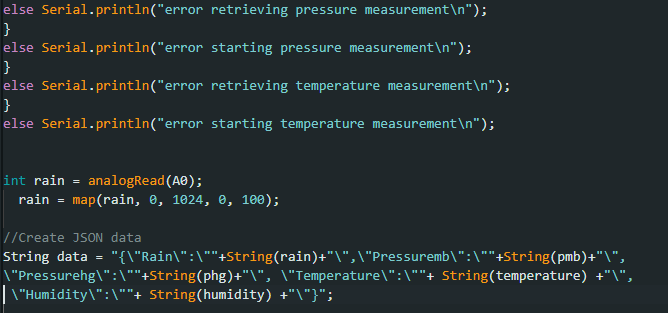 else Serial.println("error retrieving pressure measurement\n");
}
else Serial.println("error starting pressure measurement\n");
}
else Serial.println("error retrieving temperature measurement\n");
}
else Serial.println("error starting temperature measurement\n");
int rain = analogRead(A0);
rain = map(rain, 0, 1024, 0, 100);
//Create JSON data
String data = "{\"Rain\":\""+String(rain)+"\",\"Pressuremb\":\""+String(pmb)+"\",
\"Pressurehg\":\""+String(phg)+"\", \"Temperature\":\""+ String(temperature) +"\",
\"Humidity\":\""+ String(humidity) +"\"}";